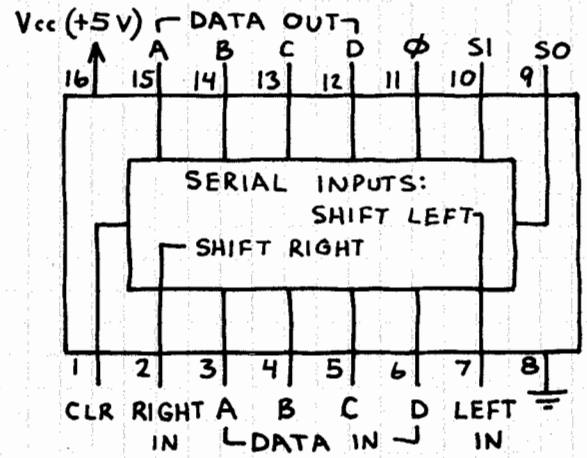 Vcc (+5 V) DATA OUT
A B C D Ø S1 S0
16 15 14 13 12 11 10 9
SERIAL INPUTS:
SHIFT LEFT
SHIFT RIGHT
1 2 3 4 5 6 7 8
CLR RIGHT IN A B C D LEFT IN
DATA IN